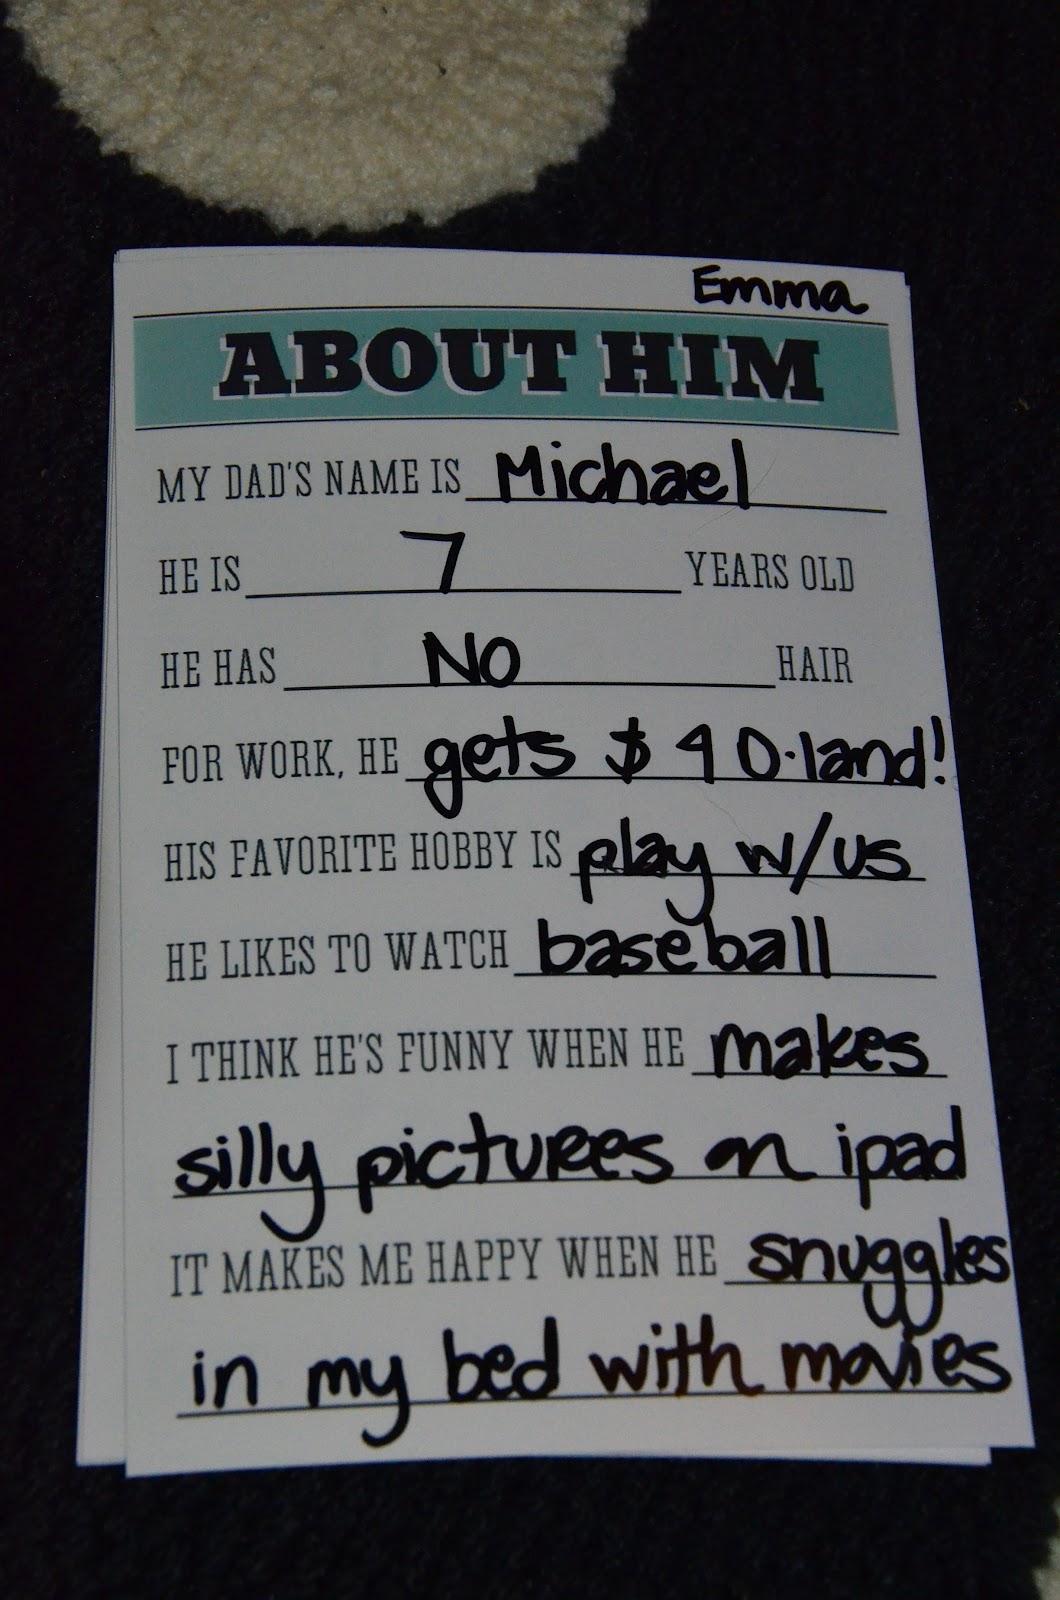 Emma
ABOUT HIM
MY DAD'S NAME IS Michael
HE IS 7 YEARS OLD
HE HAS NO HAIR
FOR WORK, HE gets $ 4 D·land!
HIS FAVORITE HOBBY IS play w/us
HE LIKES TO WATCH baseball
I THINK HE'S FUNNY WHEN HE makes
silly pictures on ipad
IT MAKES ME HAPPY WHEN HE snuggles
in my bed with movies